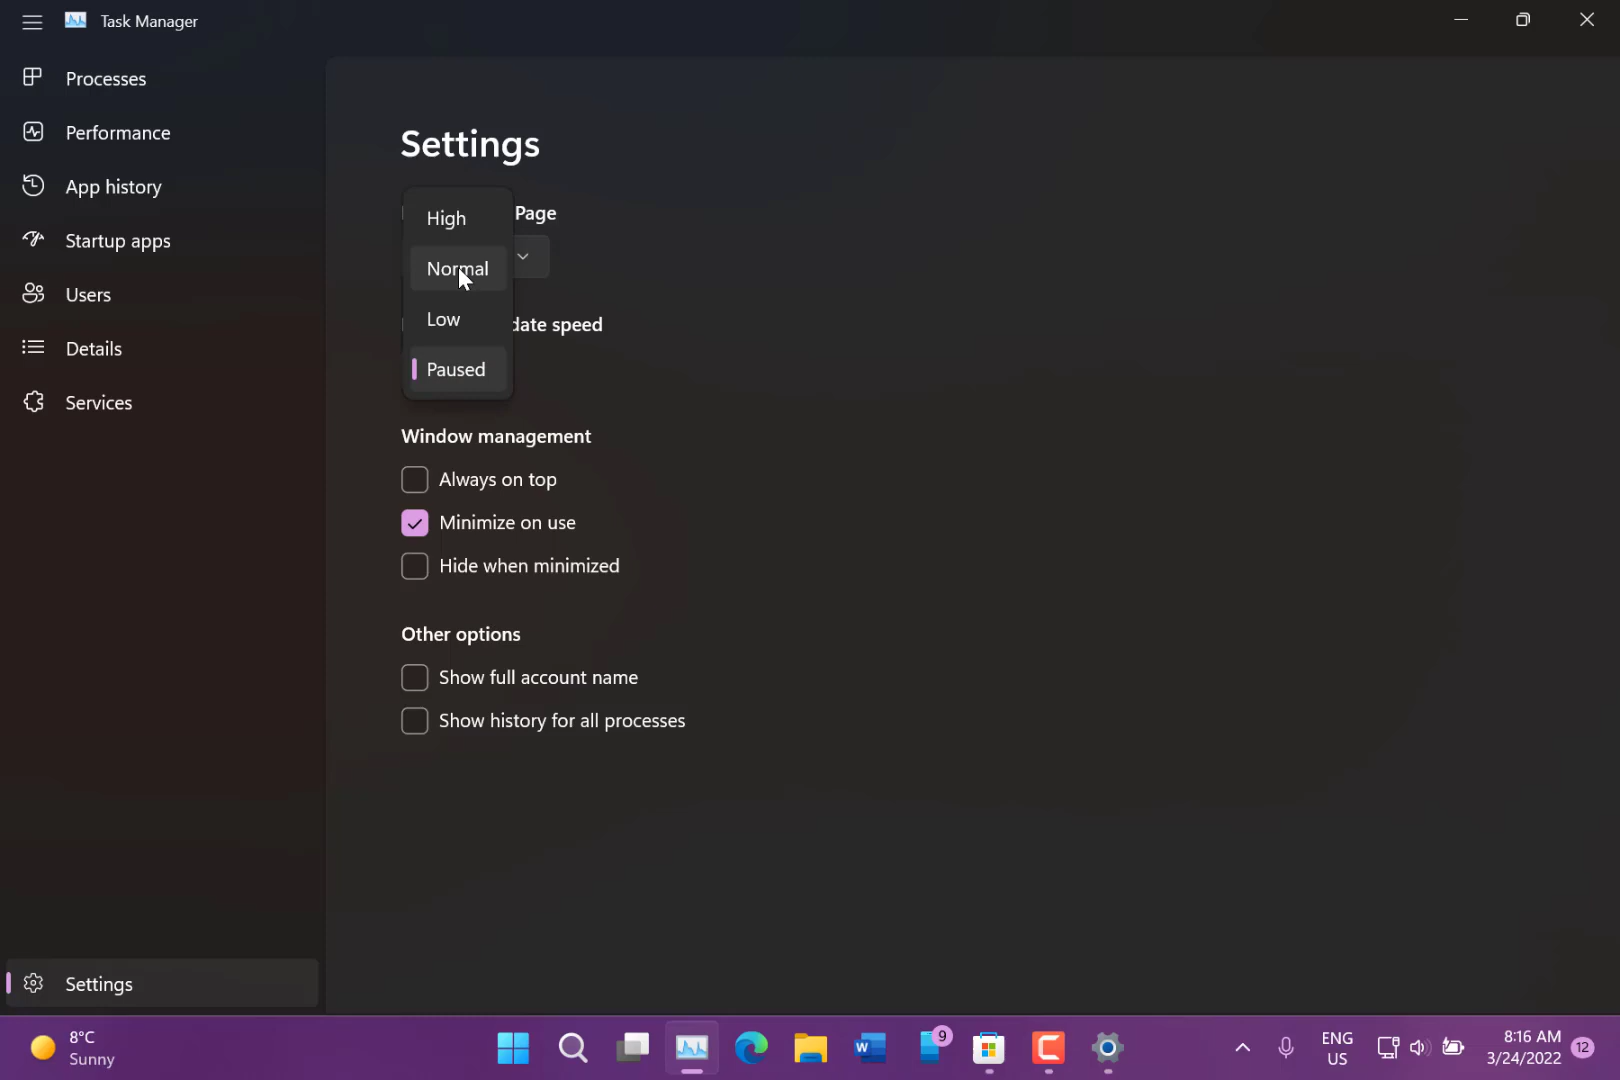 Task Manager
Processes
Performance
App history
Startup apps
Users
Details
Services
Settings
Settings
Page
High
Normal
Low
date speed
Paused
Window management
Always on top
Minimize on use
Hide when minimized
Other options
Show full account name
Show history for all processes
8°C
Sunny
9
ENG
US
8:16 AM
3/24/2022
12